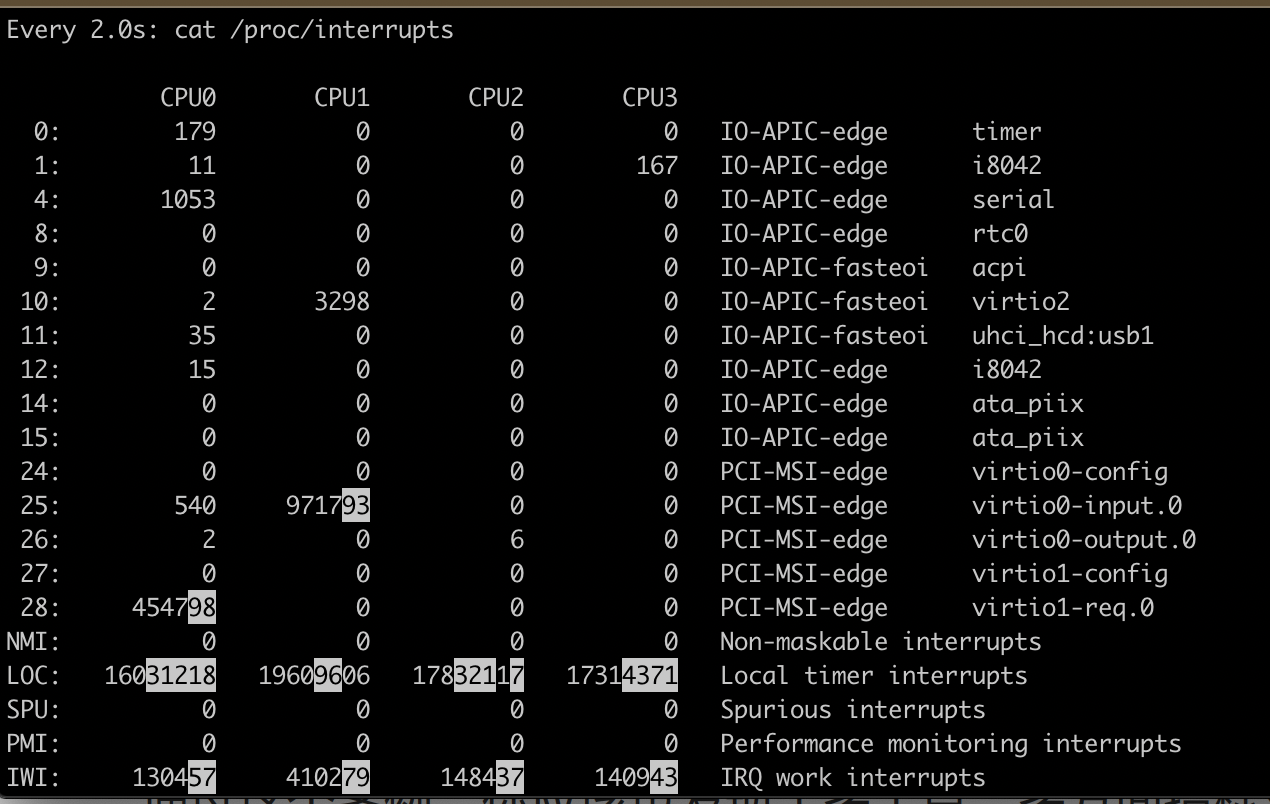 Every 2.0s: cat /proc/interrupts
CPU0 CPU1 CPU2 CPU3
0: 179 0 0 0 IO-APIC-edge timer
1: 11 0 0 167 IO-APIC-edge i8042
4: 1053 0 0 0 IO-APIC-edge serial
8: 0 0 0 0 IO-APIC-edge rtc0
9: 0 0 0 0 IO-APIC-fasteoi acpi
10: 2 3298 0 0 IO-APIC-fasteoi virtio2
11: 35 0 0 0 IO-APIC-fasteoi uhci_hcd:usb1
12: 15 0 0 0 IO-APIC-edge i8042
14: 0 0 0 0 IO-APIC-edge ata_piix
15: 0 0 0 0 IO-APIC-edge ata_piix
24: 0 0 0 0 PCI-MSI-edge virtio0-config
25: 540 971793 0 0 PCI-MSI-edge virtio0-input.0
26: 2 0 6 0 PCI-MSI-edge virtio0-output.0
27: 0 0 0 0 PCI-MSI-edge virtio1-config
28: 454798 0 0 0 PCI-MSI-edge virtio1-req.0
NMI: 0 0 0 0 Non-maskable interrupts
LOC: 16031218 19609606 17832117 17314371 Local timer interrupts
SPU: 0 0 0 0 Spurious interrupts
PMI: 0 0 0 0 Performance monitoring interrupts
IWI: 130457 410279 148437 140943 IRQ work interrupts